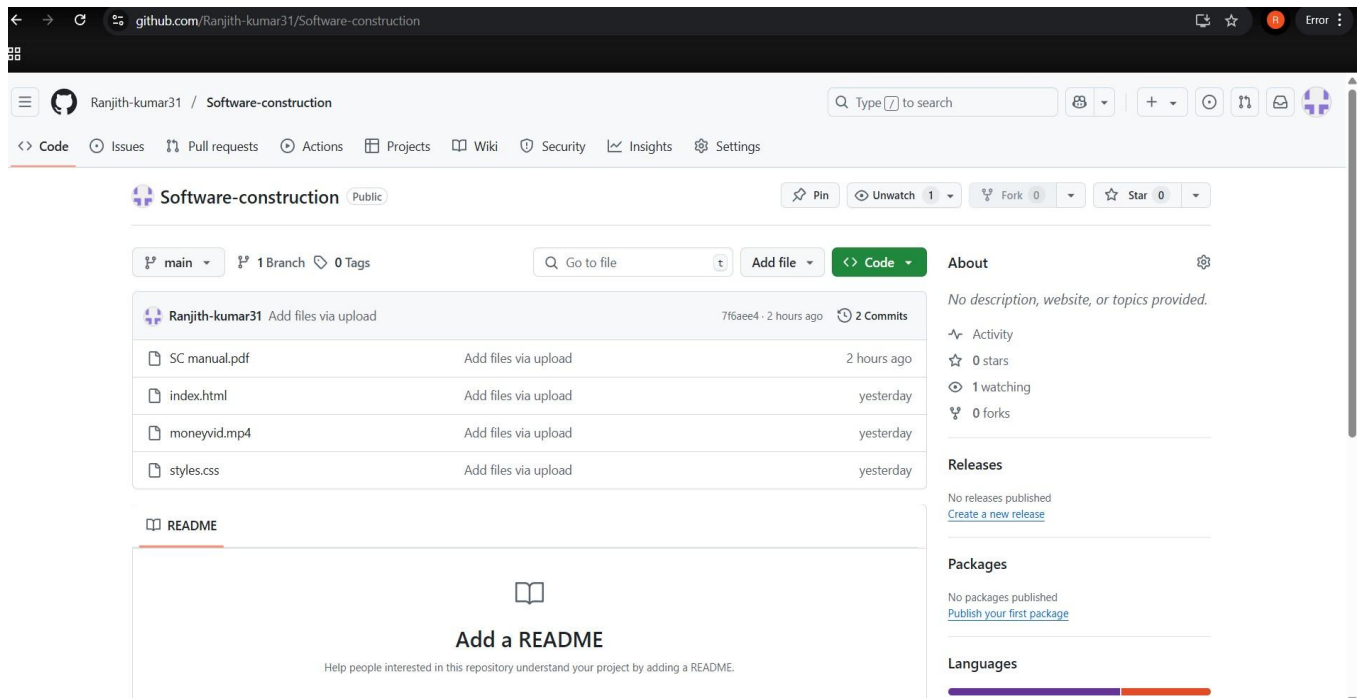 github.com/Ranjith-kumar31/Software-construction
R
Error
Ranjith-kumar31 / Software-construction
Type / to search
Code Issues Pull requests Actions Projects Wiki Security Insights Settings
Software-construction Public
Pin Unwatch 1 Fork 0 Star 0
main 1 Branch 0 Tags Go to file t Add file Code
Ranjith-kumar31 Add files via upload 7f6aee4 · 2 hours ago 2 Commits
SC manual.pdf Add files via upload 2 hours ago
index.html Add files via upload yesterday
moneyvid.mp4 Add files via upload yesterday
styles.css Add files via upload yesterday
README
Add a README
Help people interested in this repository understand your project by adding a README.
About
No description, website, or topics provided.
Activity
0 stars
1 watching
0 forks
Releases
No releases published
Create a new release
Packages
No packages published
Publish your first package
Languages